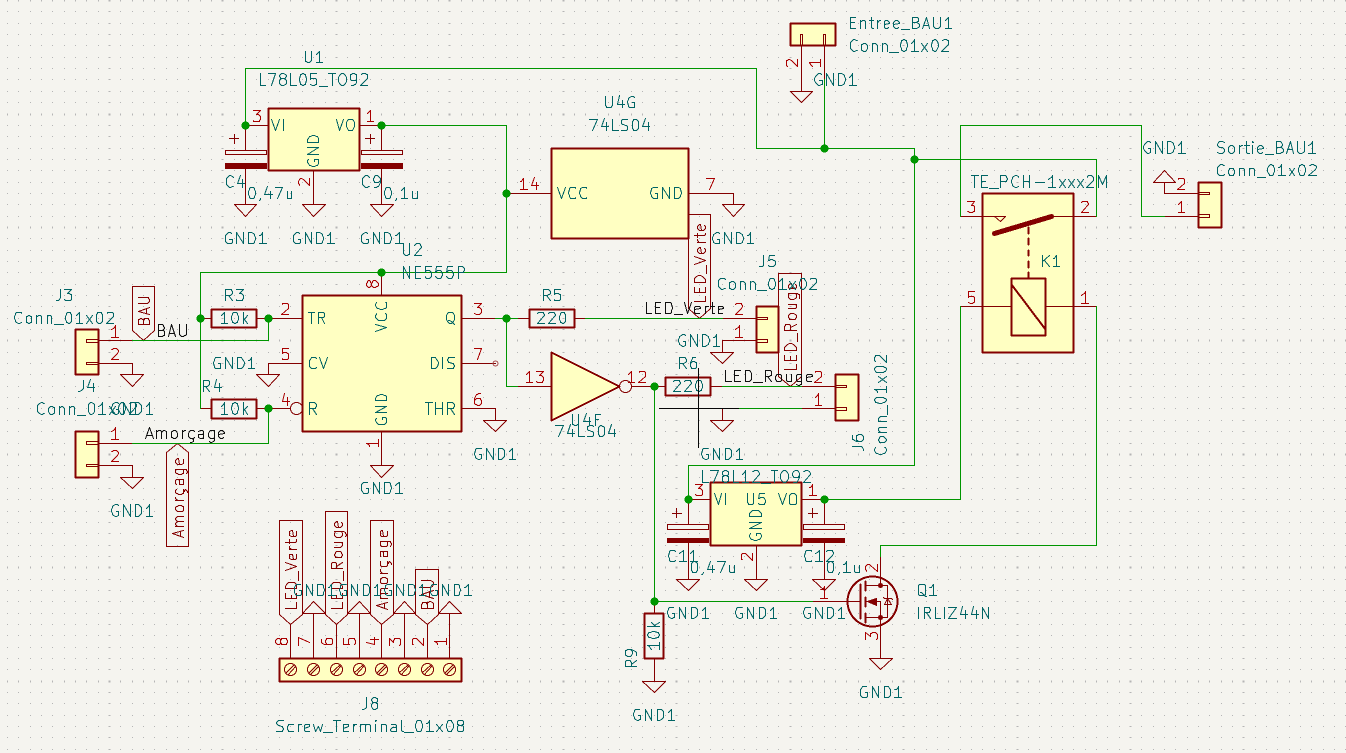 Entree_BAU1
Conn_01x02
2
1
GND1
U1
L78L05_TO92
3
VI
VO
1
GND
2
+
+
C4
0,47u
C9
0,1u
GND1
GND1
GND1
U4G
74LS04
14
VCC
GND
7
GND1
LED_Verte
GND1
Sortie_BAU1
Conn_01x02
2
1
TE_PCH-1xxx2M
3
2
K1
5
1
U2
NE555P
8
VCC
2
TR
Q
3
5
CV
DIS
7
4
R
THR
6
GND
1
GND1
GND1
GND1
J3
Conn_01x02
1
2
BAU
BAU
R3
10k
R4
10k
J4
Conn_01x02
GND1
1
2
Amorçage
Amorçage
GND1
R5
220
LED_Verte
J5
Conn_01x02
2
1
GND1
LED_Rouge
13
12
U4F
74LS04
R6
220
LED_Rouge
2
1
J6
Conn_01x02
GND1
L78L12_TO92
3
VI
U5
VO
1
GND
2
+
+
C11
0,47u
C12
0,1u
GND1
GND1
GND1
1
2
3
Q1
IRLIZ44N
GND1
R9
10k
GND1
LED_Verte
GND1
LED_Rouge
GND1
Amorçage
GND1
BAU
GND1
8
7
6
5
4
3
2
1
J8
Screw_Terminal_01x08